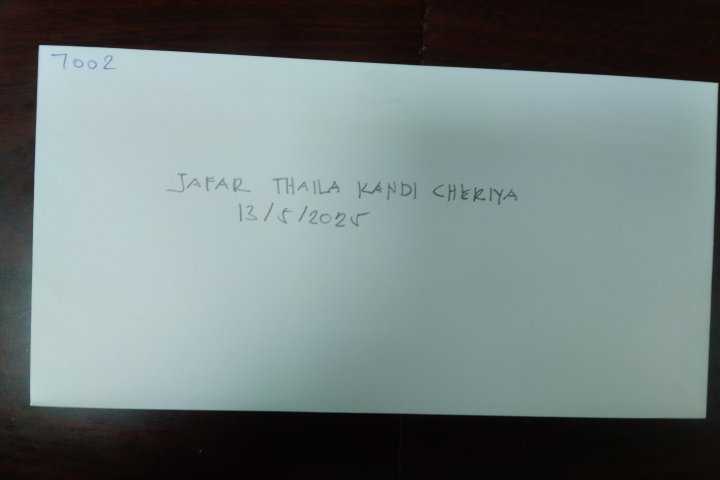 7002
JAFAR THAILA KANDI CHERIYA
13/5/2025